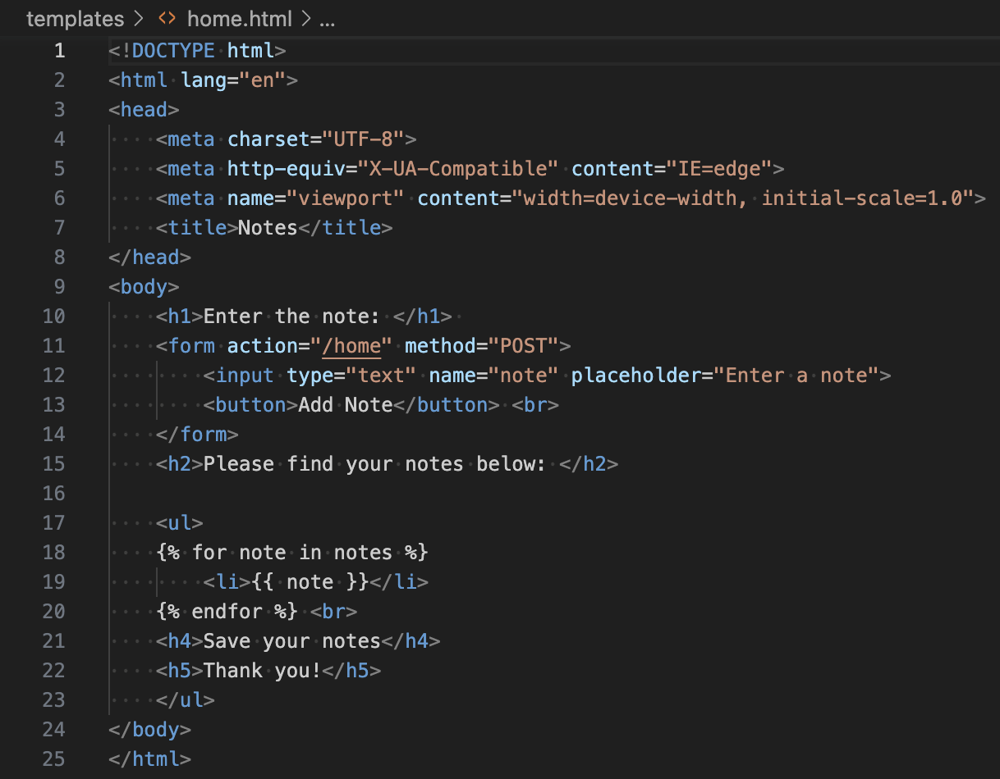 templates > <> home.html > ...
1 <!DOCTYPE html>
2 <html lang="en">
3 <head>
4     <meta charset="UTF-8">
5     <meta http-equiv="X-UA-Compatible" content="IE=edge">
6     <meta name="viewport" content="width=device-width, initial-scale=1.0">
7     <title>Notes</title>
8 </head>
9 <body>
10     <h1>Enter the note: </h1>
11     <form action="/home" method="POST">
12         <input type="text" name="note" placeholder="Enter a note">
13         <button>Add Note</button> <br>
14     </form>
15     <h2>Please find your notes below: </h2>
16
17     <ul>
18     {% for note in notes %}
19         <li>{{ note }}</li>
20     {% endfor %} <br>
21     <h4>Save your notes</h4>
22     <h5>Thank you!</h5>
23     </ul>
24 </body>
25 </html>